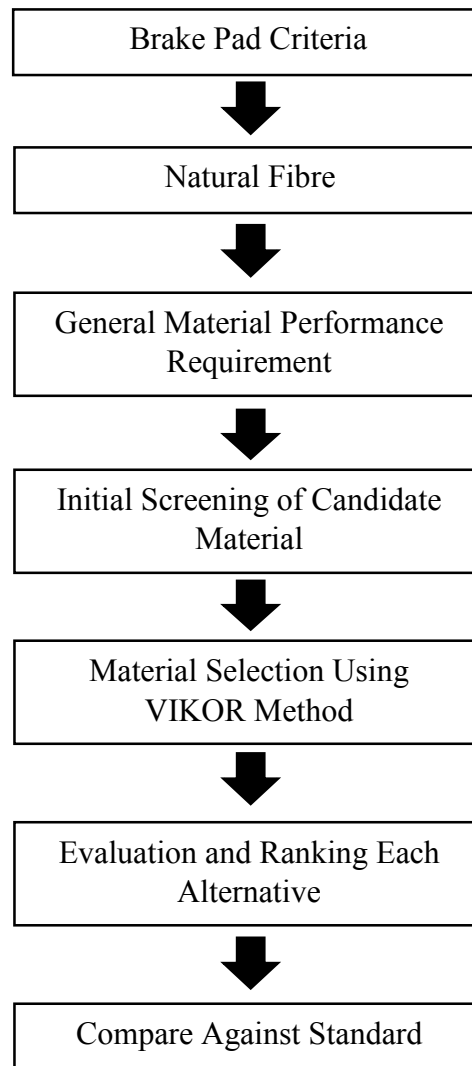 Brake Pad Criteria
Natural Fibre
General Material Performance
Requirement
Initial Screening of Candidate
Material
Material Selection Using
VIKOR Method
Evaluation and Ranking Each
Alternative
Compare Against Standard